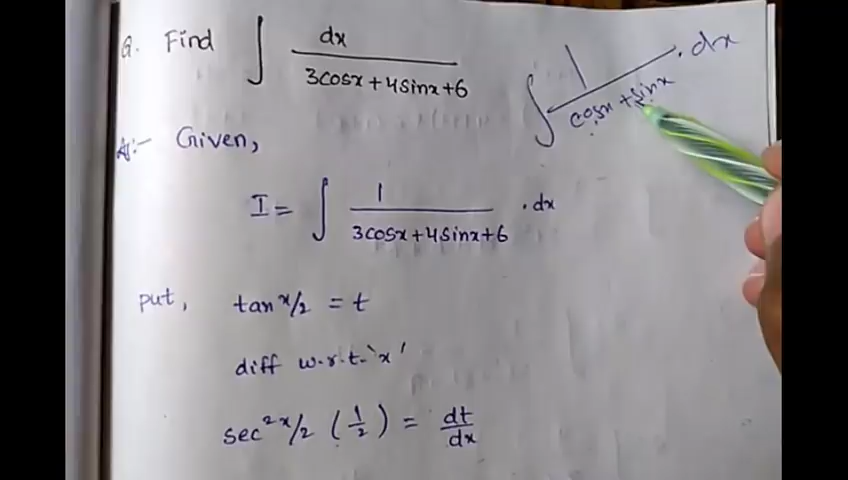 Q. Find ∫ dx / 3cosx+4sinx+6
∫ 1 / cosx+sinx . dx
A:- Given,
I = ∫ 1 / 3cosx+4sinx+6 . dx
put, tan x/2 = t
diff w.r.t. 'x'
sec² x/2 (1/2) = dt/dx